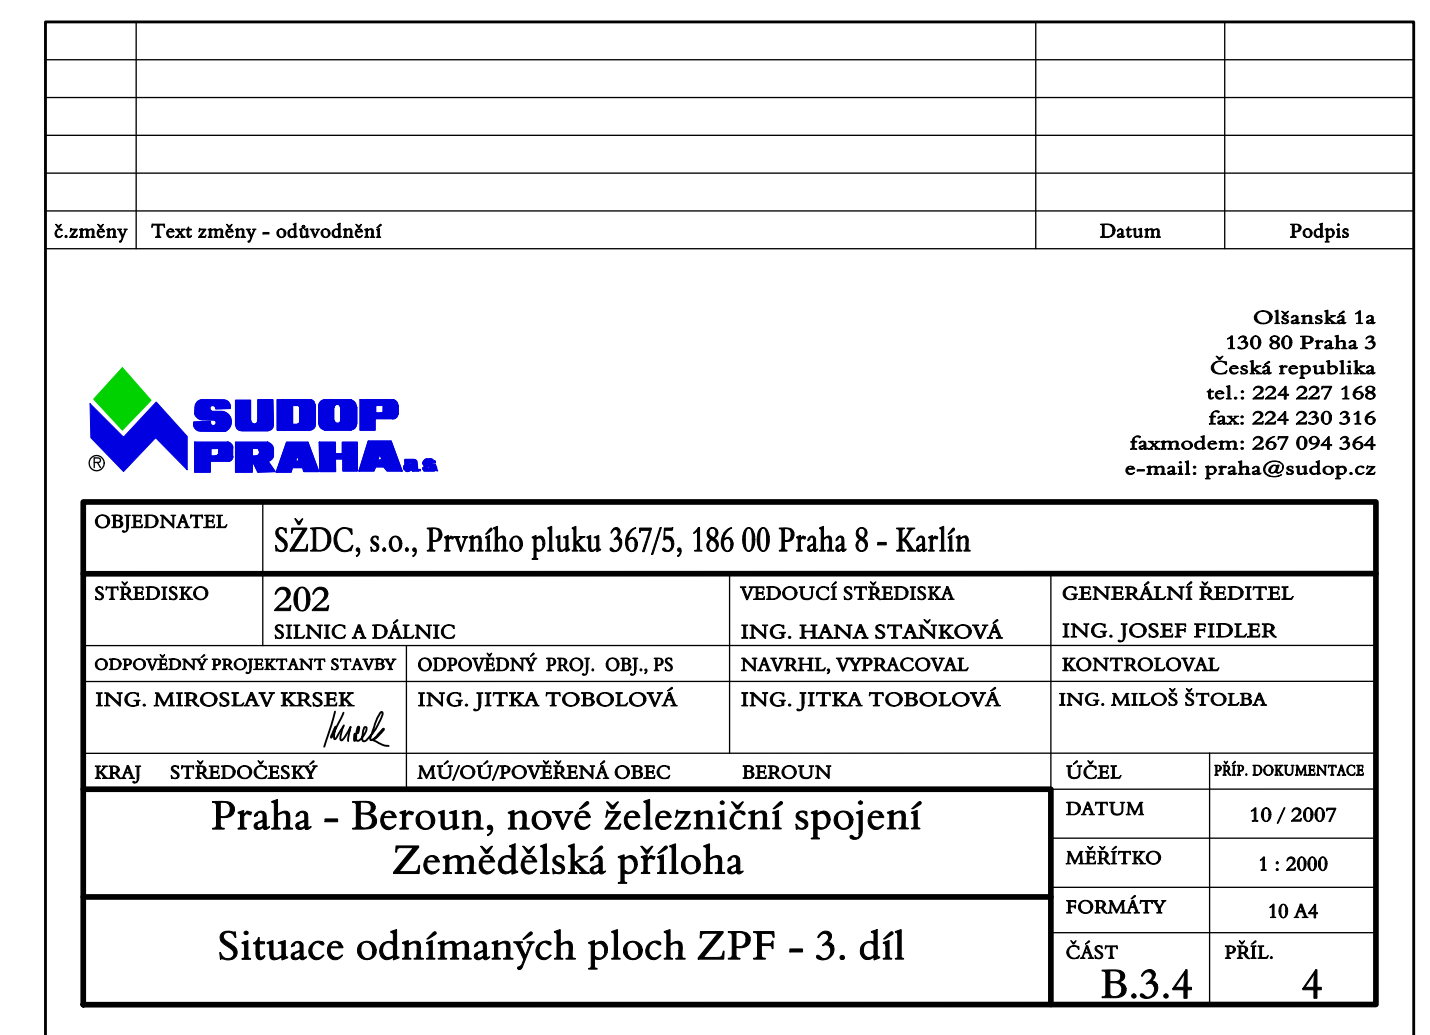 č.změny Text změny - odůvodnění Datum Podpis
Olšanská 1a
130 80 Praha 3
Česká republika
tel.: 224 227 168
fax: 224 230 316
faxmodem: 267 094 364
e-mail: praha@sudop.cz
SUDOP
PRAHA a.s
®
OBJEDNATEL SŽDC, s.o., Prvního pluku 367/5, 186 00 Praha 8 - Karlín
STŘEDISKO 202 VEDOUCÍ STŘEDISKA GENERÁLNÍ ŘEDITEL
SILNIC A DÁLNIC ING. HANA STAŇKOVÁ ING. JOSEF FIDLER
ODPOVĚDNÝ PROJEKTANT STAVBY ODPOVĚDNÝ PROJ. OBJ., PS NAVRHL, VYPRACOVAL KONTROLOVAL
ING. MIROSLAV KRSEK ING. JITKA TOBOLOVÁ ING. JITKA TOBOLOVÁ ING. MILOŠ ŠTOLBA
Krsek
KRAJ STŘEDOČESKÝ MÚ/OÚ/POVĚŘENÁ OBEC BEROUN ÚČEL PŘÍP. DOKUMENTACE
Praha - Beroun, nové železniční spojení
Zemědělská příloha
DATUM 10 / 2007
MĚŘÍTKO 1 : 2000
FORMÁTY 10 A4
Situace odnímaných ploch ZPF - 3. díl
ČÁST PŘÍL.
B.3.4 4